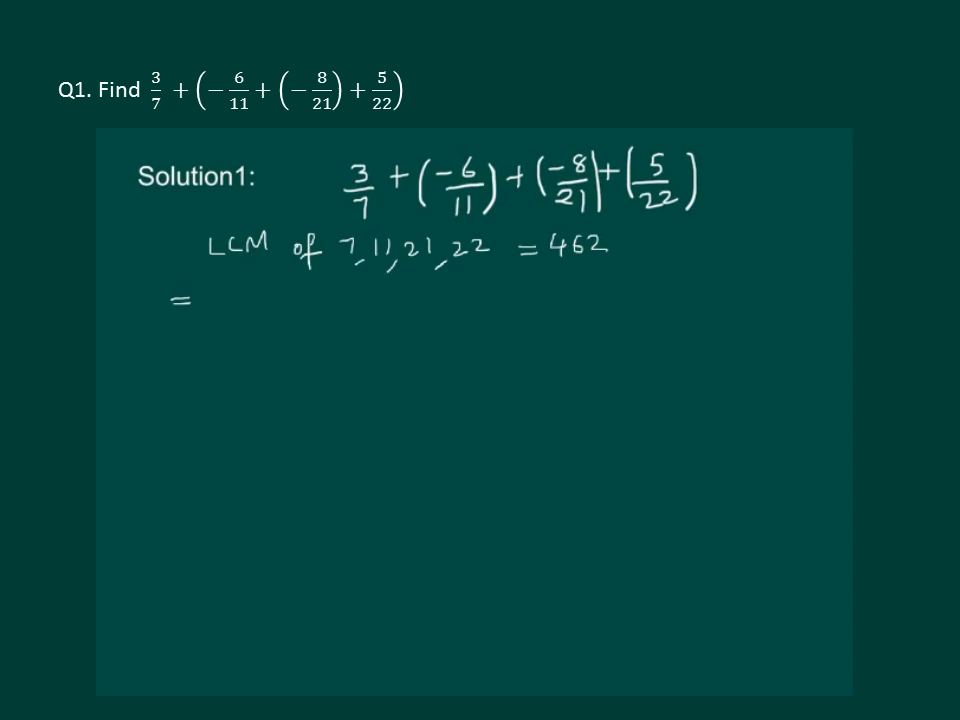 Q1. Find 3/7 + (− 6/11 + (− 8/21) + 5/22)
Solution1: 3/7 + (-6/11) + (-8/21) + (5/22)
LCM of 7, 11, 21, 22 = 462
=